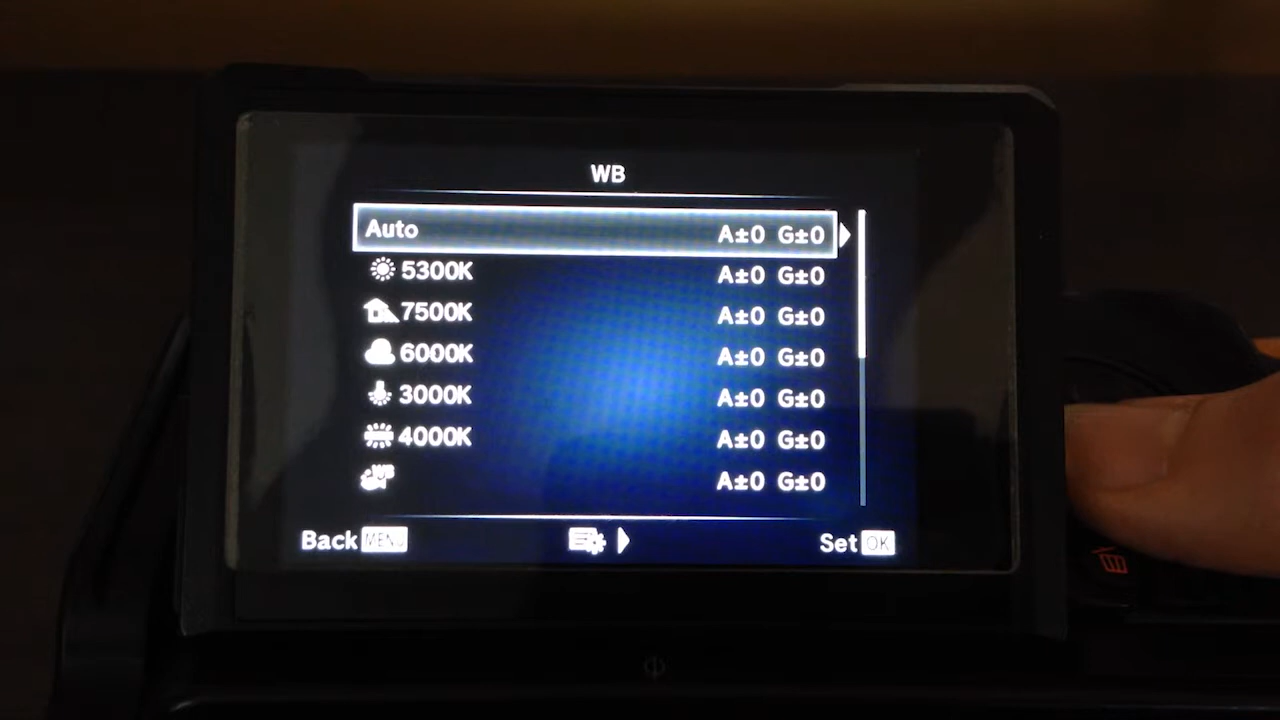 WB
Auto A±0 G±0
5300K A±0 G±0
7500K A±0 G±0
6000K A±0 G±0
3000K A±0 G±0
4000K A±0 G±0
WB A±0 G±0
Back MENU Set OK